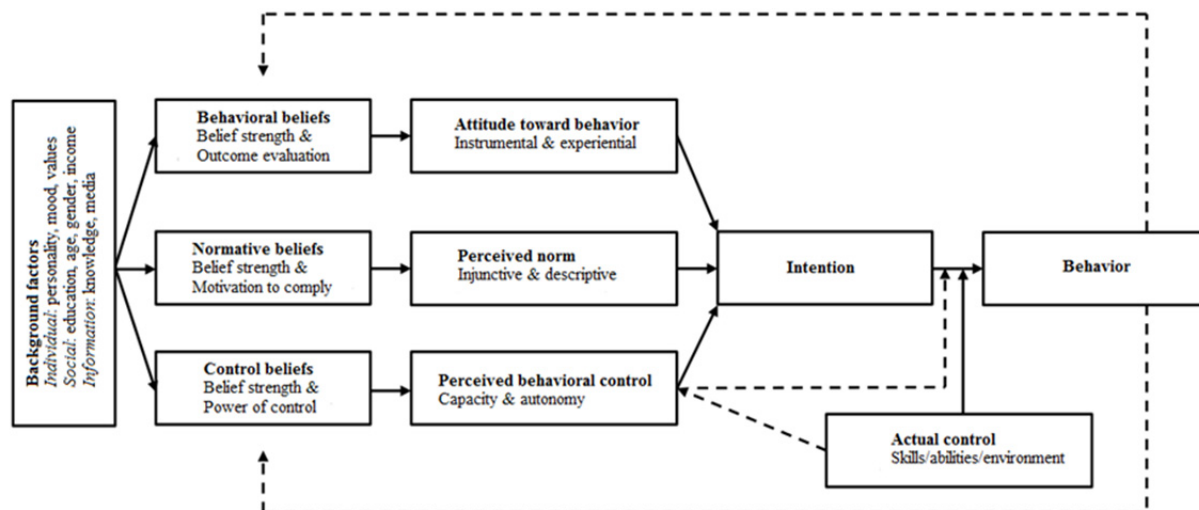 Background factors
Individual: personality, mood, values
Social: education, age, gender, income
Information: knowledge, media
Behavioral beliefs
Belief strength &
Outcome evaluation
Attitude toward behavior
Instrumental & experiential
Normative beliefs
Belief strength &
Motivation to comply
Perceived norm
Injunctive & descriptive
Intention
Behavior
Control beliefs
Belief strength &
Power of control
Perceived behavioral control
Capacity & autonomy
Actual control
Skills/abilities/environment